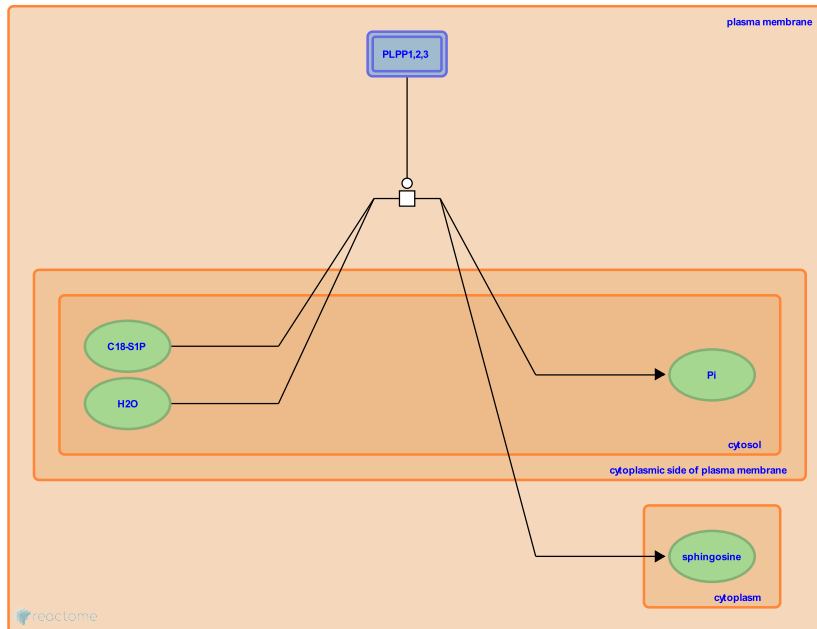 plasma membrane
PLPP1,2,3
C18-S1P
H2O
Pi
cytosol
cytoplasmic side of plasma membrane
sphingosine
cytoplasm
reactome